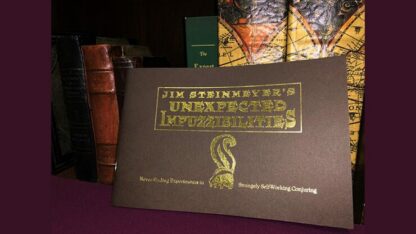 The
Expert
JIM STEINMEYER'S
UNEXPECTED
IMPUZZIBILITIES
Never-Ending Experiments in Strangely Self-Working Conjuring